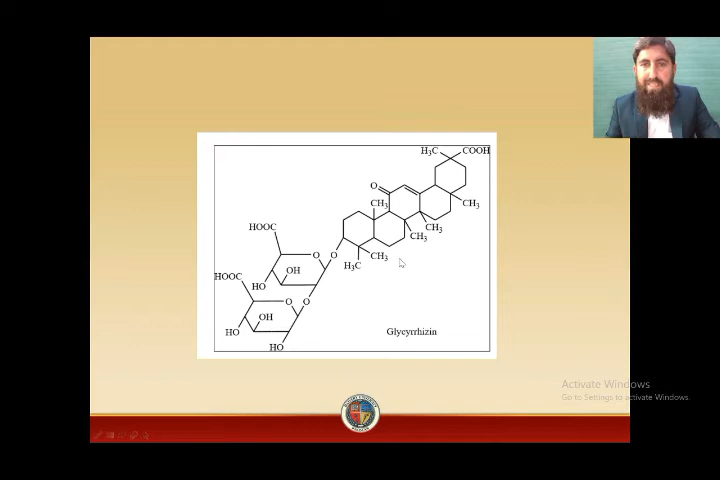 H₃C COOH
O
CH₃ CH₃
CH₃
CH₃
HOOC
O O
H₃C CH₃
OH
HOOC
HO
O O
OH
HO
HO
Glycyrrhizin
Activate Windows
Go to Settings to activate Windows.